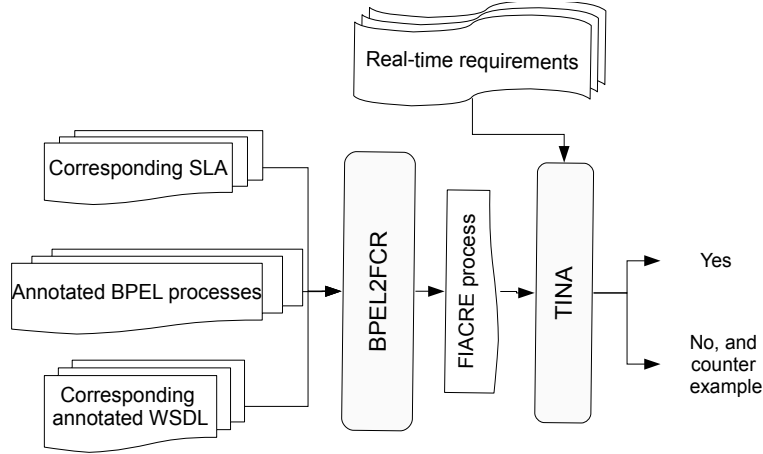 Real-time requirements
Corresponding SLA
Annotated BPEL processes
Corresponding
annotated WSDL
BPEL2FCR
FIACRE process
TINA
Yes
No, and
counter
example